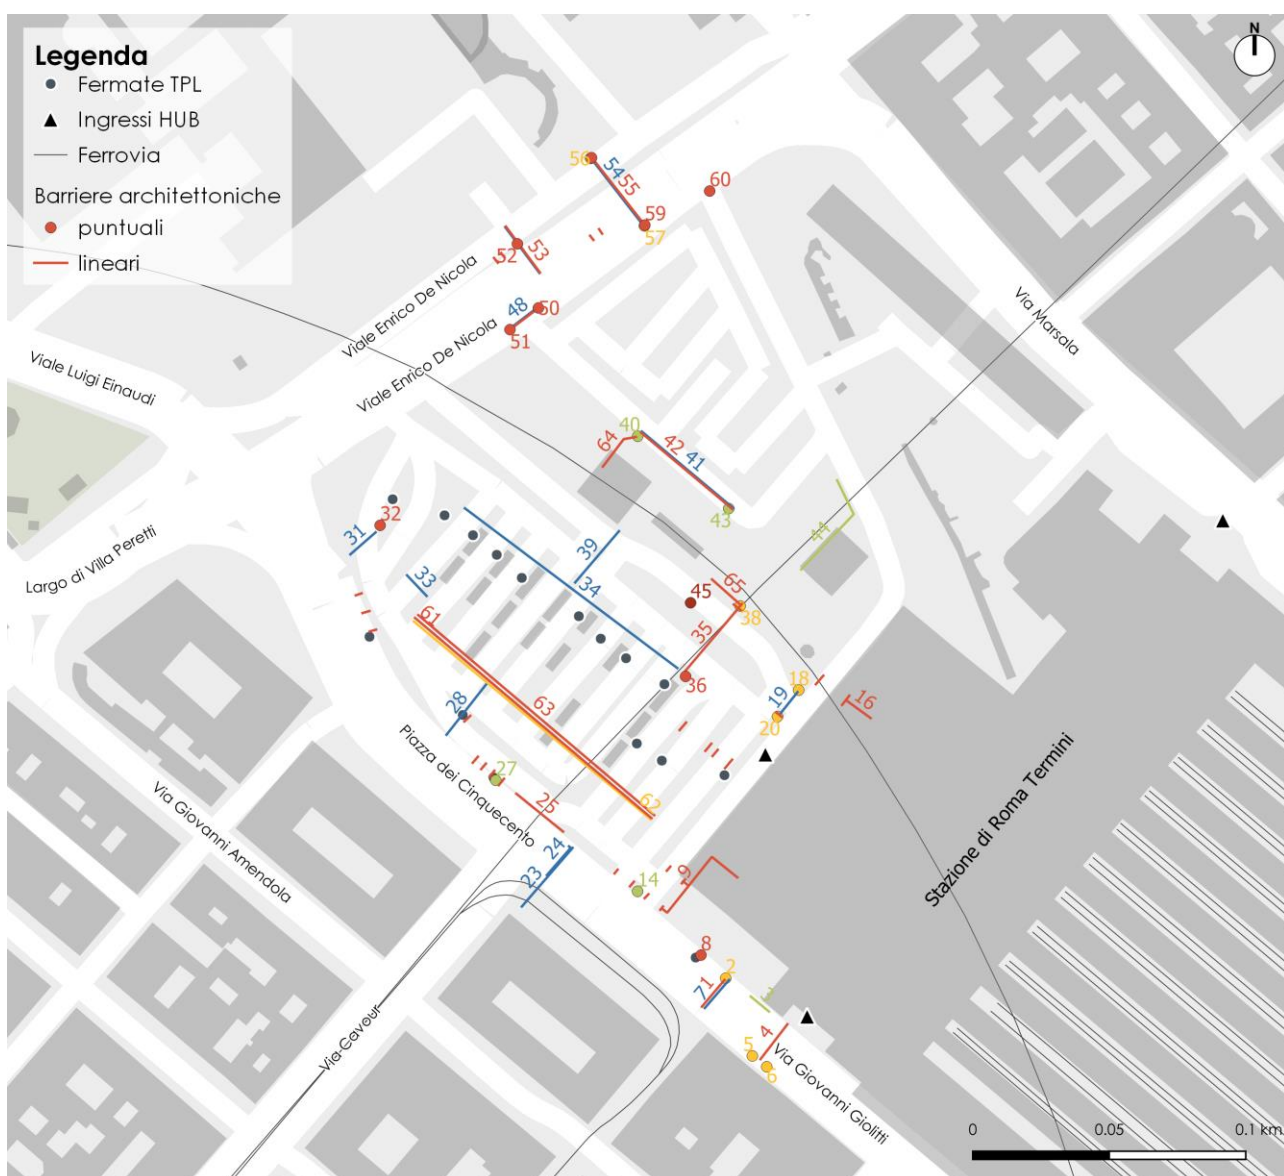 Legenda
Fermate TPL
Ingressi HUB
Ferrovia
Barriere architettoniche
puntuali
lineari
N
56
54
55
60
59
57
52
53
Viale Enrico De Nicola
48
50
51
Viale Enrico De Nicola
Via Marsala
Viale Luigi Einaudi
40
64
42
41
43
44
32
31
39
Largo di Villa Peretti
33
34
45
65
38
61
35
36
18
19
20
16
28
63
Piazza dei Cinquecento
27
62
25
Via Giovanni Amendola
24
23
14
9
Stazione di Roma Termini
8
2
7
1
3
4
5
6
Via Cavour
Via Giovanni Giolitti
0
0.05
0.1 km